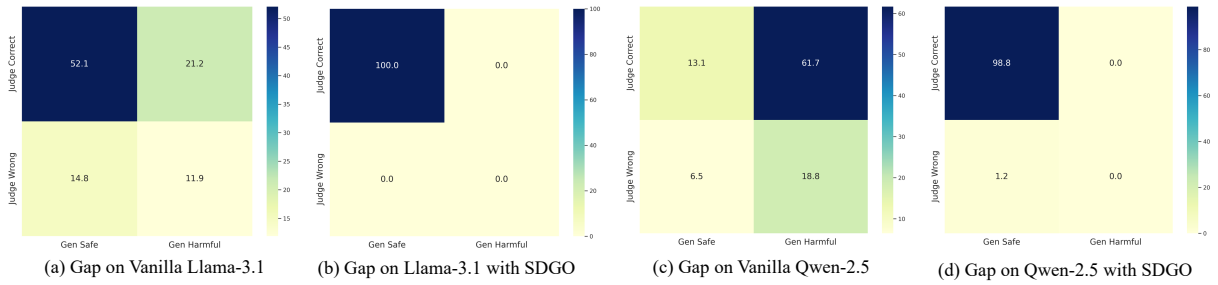 Judge Correct
Judge Wrong
52.1
21.2
14.8
11.9
Gen Safe
Gen Harmful
50
45
40
35
30
25
20
15
(a) Gap on Vanilla Llama-3.1
Judge Correct
Judge Wrong
100.0
0.0
0.0
0.0
Gen Safe
Gen Harmful
100
80
60
40
20
0
(b) Gap on Llama-3.1 with SDGO
Judge Correct
Judge Wrong
13.1
61.7
6.5
18.8
Gen Safe
Gen Harmful
60
50
40
30
20
10
(c) Gap on Vanilla Qwen-2.5
Judge Correct
Judge Wrong
98.8
0.0
1.2
0.0
Gen Safe
Gen Harmful
80
60
40
20
0
(d) Gap on Qwen-2.5 with SDGO